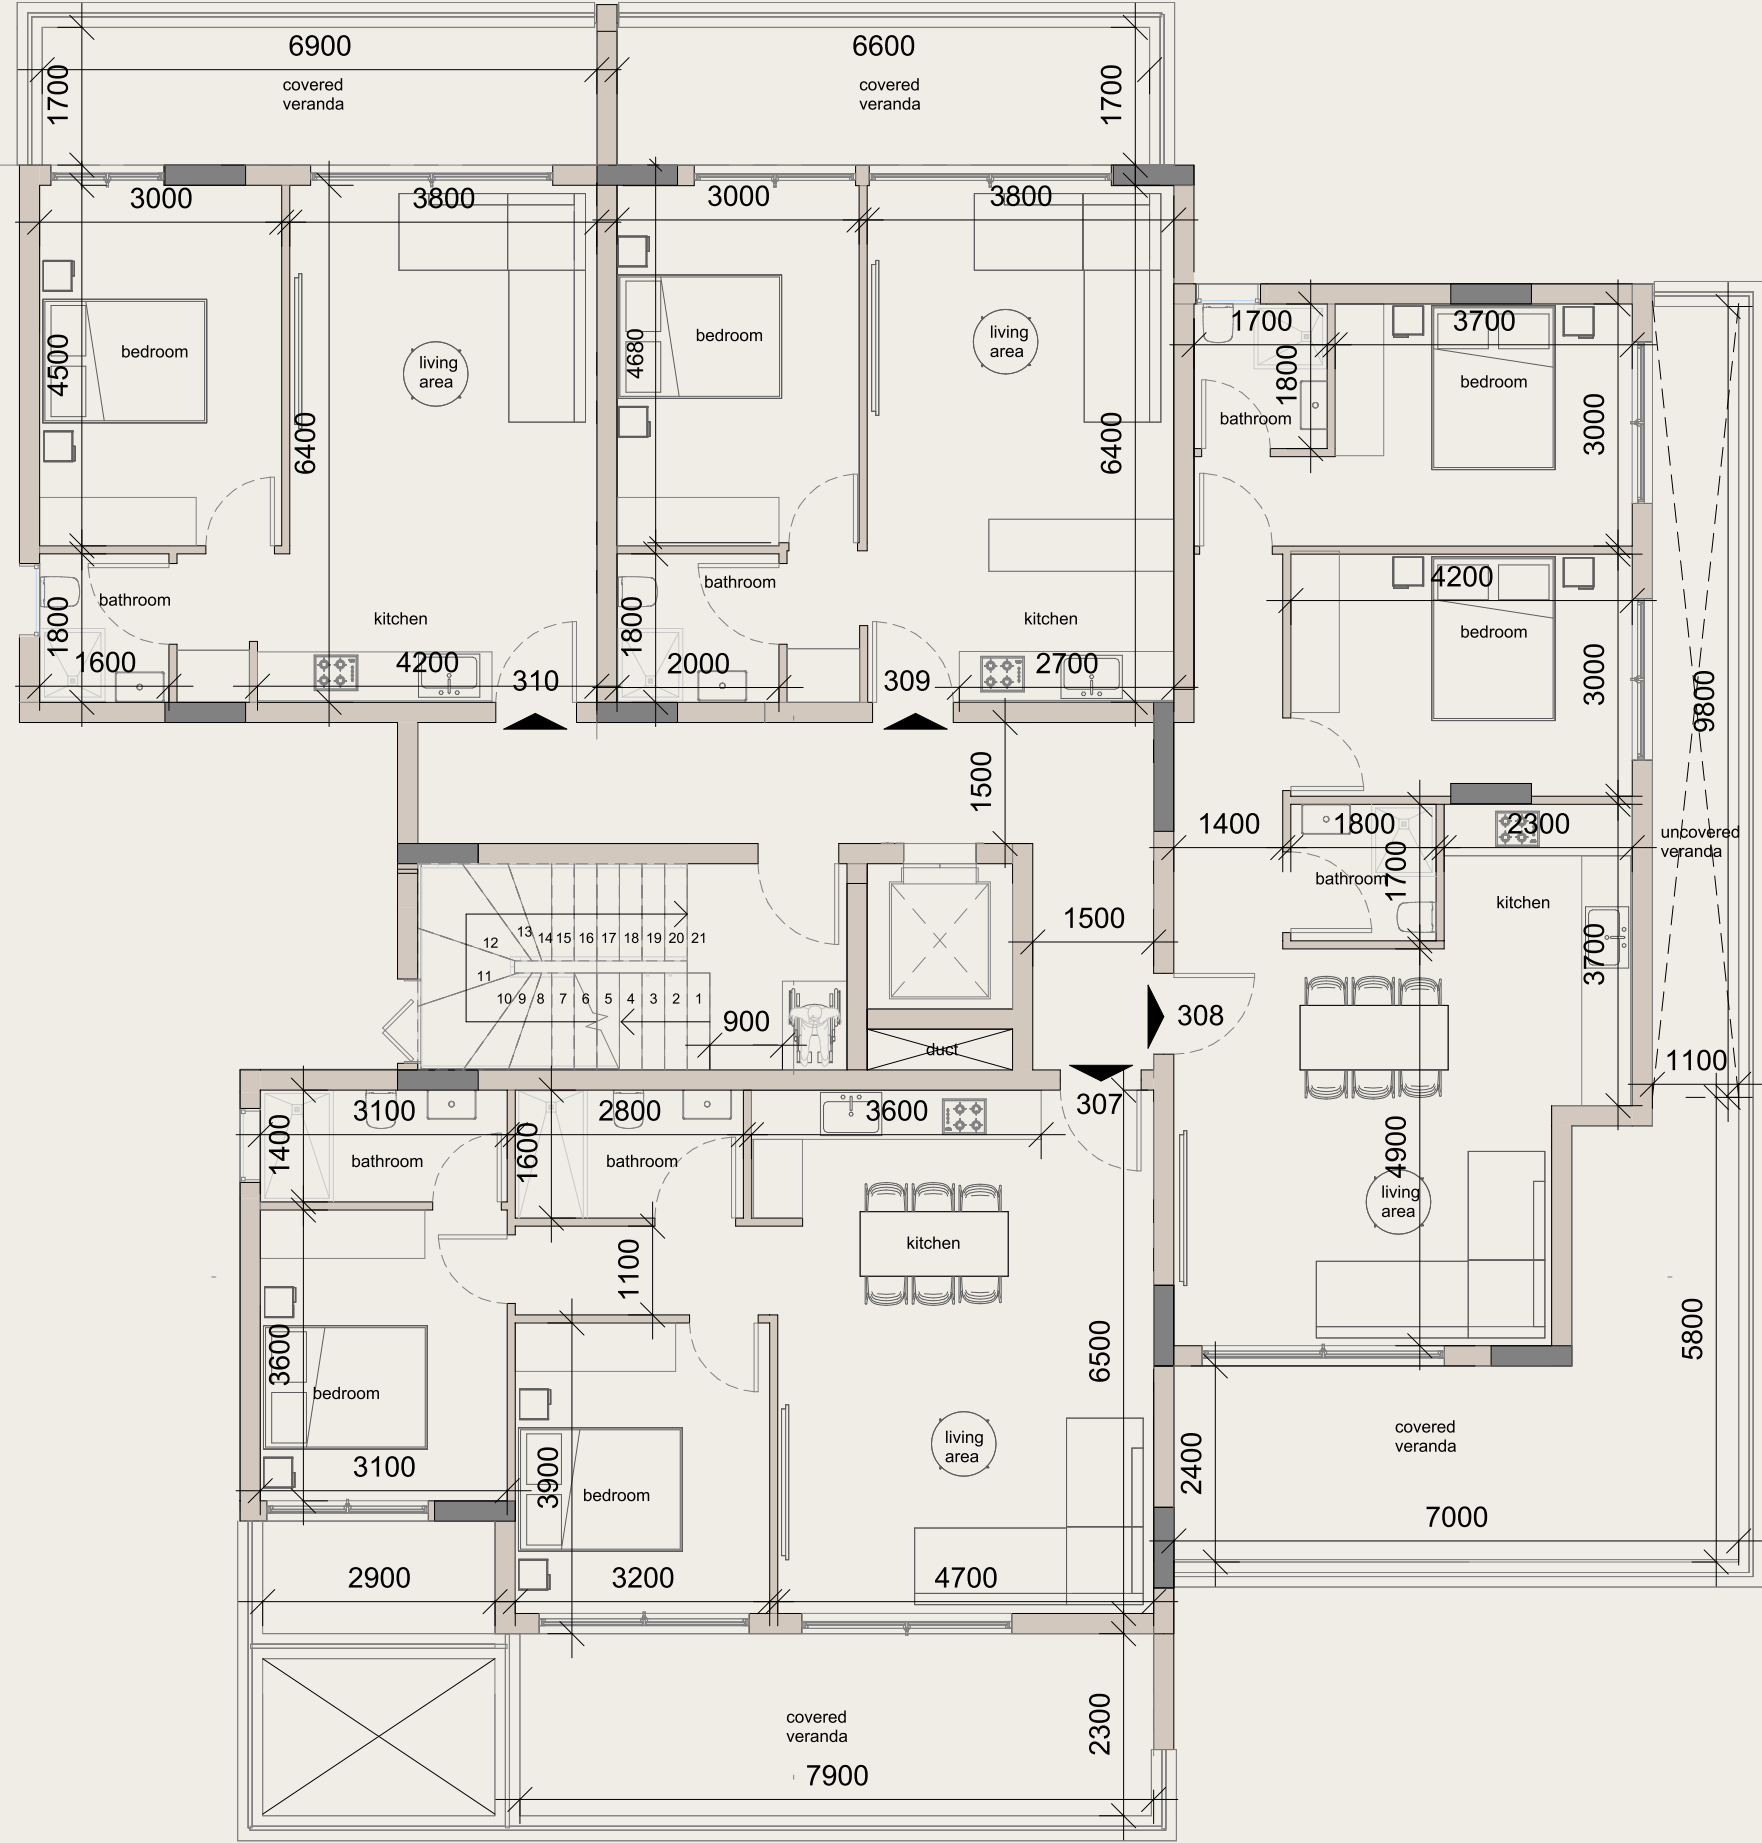 6900
6600
1700
covered
veranda
covered
veranda
1700
3000
3800
3000
3800
1700
3700
4500
bedroom
living
area
4680
bedroom
living
area
1800
bedroom
6400
6400
bathroom
3000
4200
bathroom
1800
kitchen
bathroom
1800
kitchen
bedroom
3000
1600
4200
310
2000
309
2700
9800
1500
1400
1800
2300
uncovered
veranda
bathroom
1700
kitchen
1500
3700
12
13
14
15
16
17
18
19
20
21
11
10
9
8
7
6
5
4
3
2
1
900
duct
308
1100
3100
2800
3600
307
1400
bathroom
1600
bathroom
4900
living
area
kitchen
1100
3600
bedroom
6500
5800
3100
3900
bedroom
living
area
covered
veranda
2400
7000
2900
3200
4700
covered
veranda
2300
7900